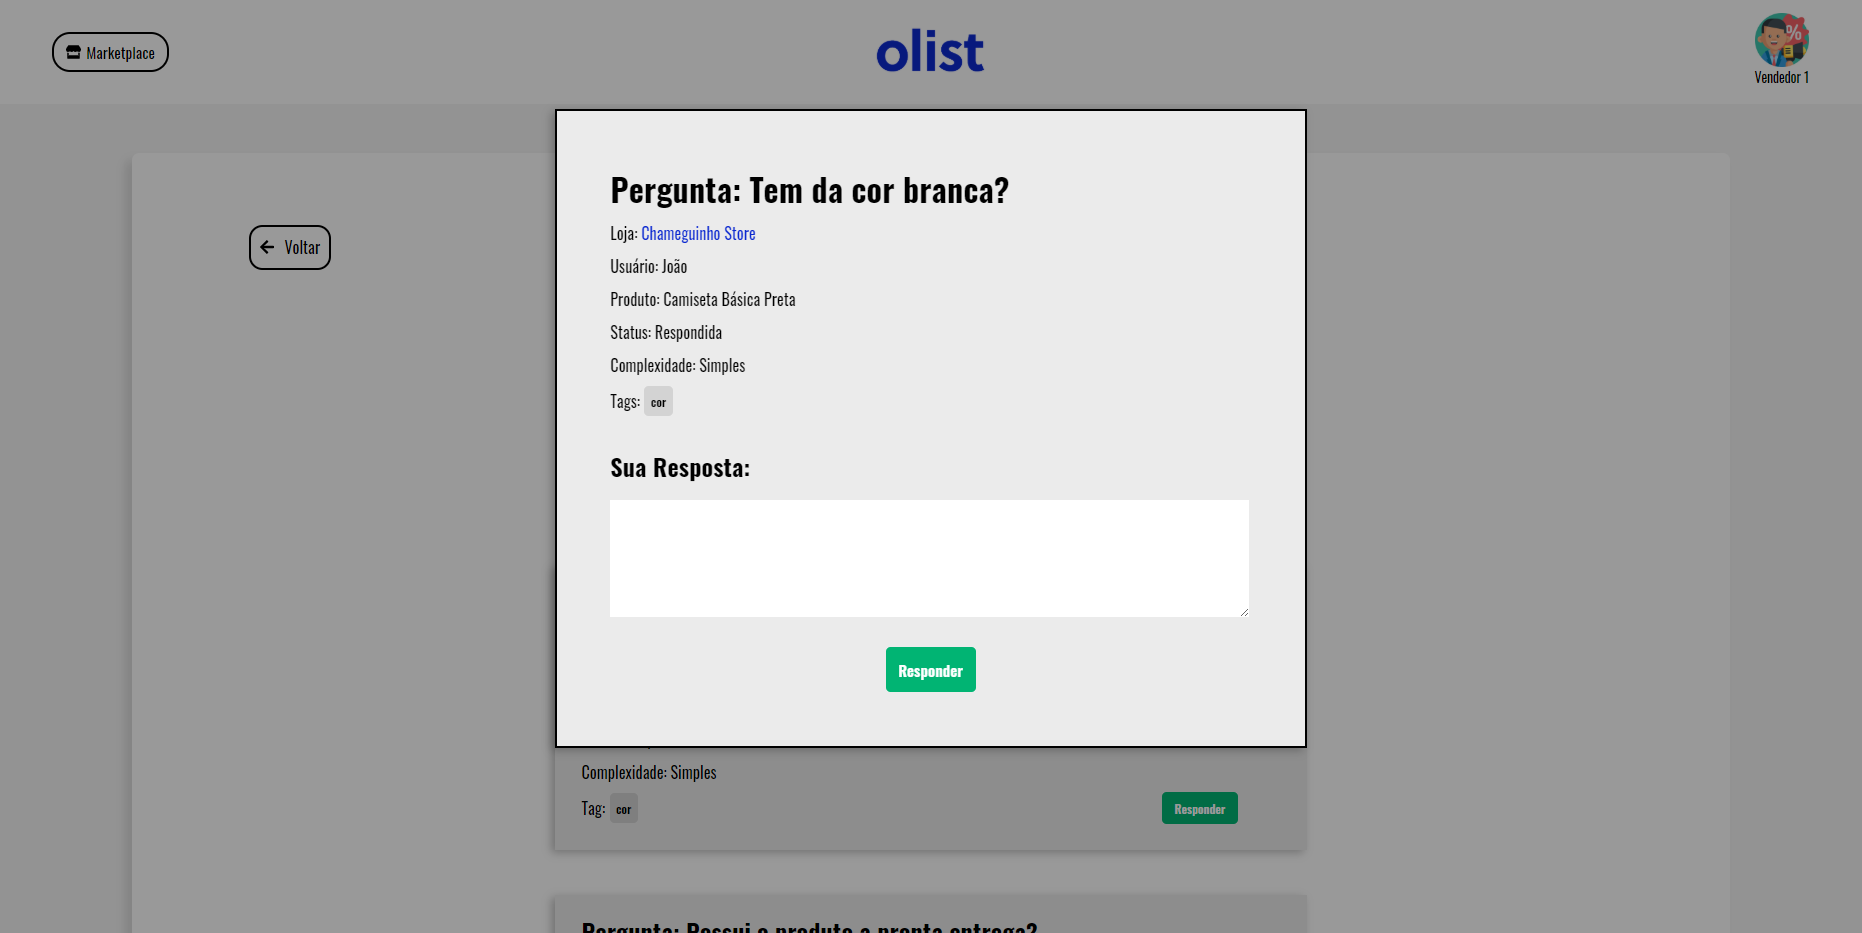 Marketplace
olist
%
Vendedor 1
Voltar
Pergunta: Tem da cor branca?
Loja: Chameguinho Store
Usuário: João
Produto: Camiseta Básica Preta
Status: Respondida
Complexidade: Simples
Tags: cor
Sua Resposta:
Responder
Complexidade: Simples
Tag: cor
Responder
Pergunta: Possui o produto a pronta entrega?